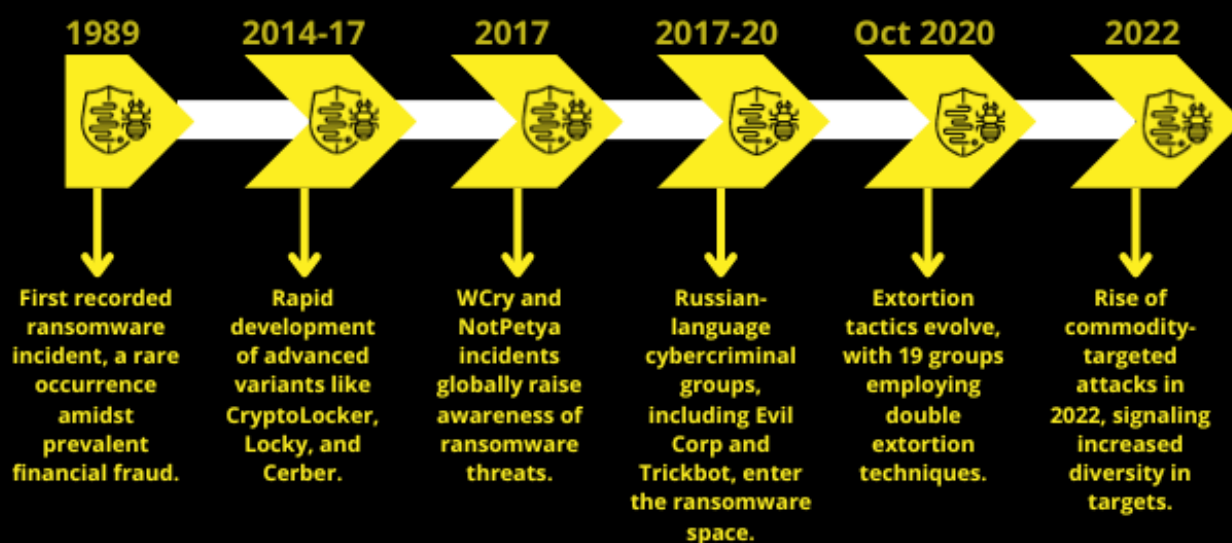 1989
2014-17
2017
2017-20
Oct 2020
2022
First recorded
ransomware
incident, a rare
occurrence
amidst
prevalent
financial fraud.
Rapid
development
of advanced
variants like
CryptoLocker,
Locky, and
Cerber.
WCry and
NotPetya
incidents
globally raise
awareness of
ransomware
threats.
Russian-
language
cybercriminal
groups,
including Evil
Corp and
Trickbot, enter
the ransomware
space.
Extortion
tactics evolve,
with 19 groups
employing
double
extortion
techniques.
Rise of
commodity-
targeted
attacks in
2022, signaling
increased
diversity in
targets.